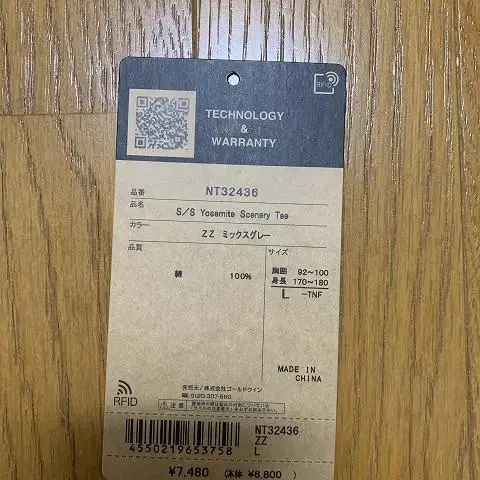 RFID
TECHNOLOGY
&
WARRANTY
品番 NT32436
品名 S/S Yosemite Scenery Tee
カラー ZZ ミックスグレー
品質 サイズ
綿 100%
胸囲 92～100
身長 170～180
L -TNF
MADE IN
CHINA
発売元/株式会社ゴールドウイン
0120-307-560
RFID
注意
NT32436
ZZ
L
4550219653758
¥7,480 (本体 ¥6,800)